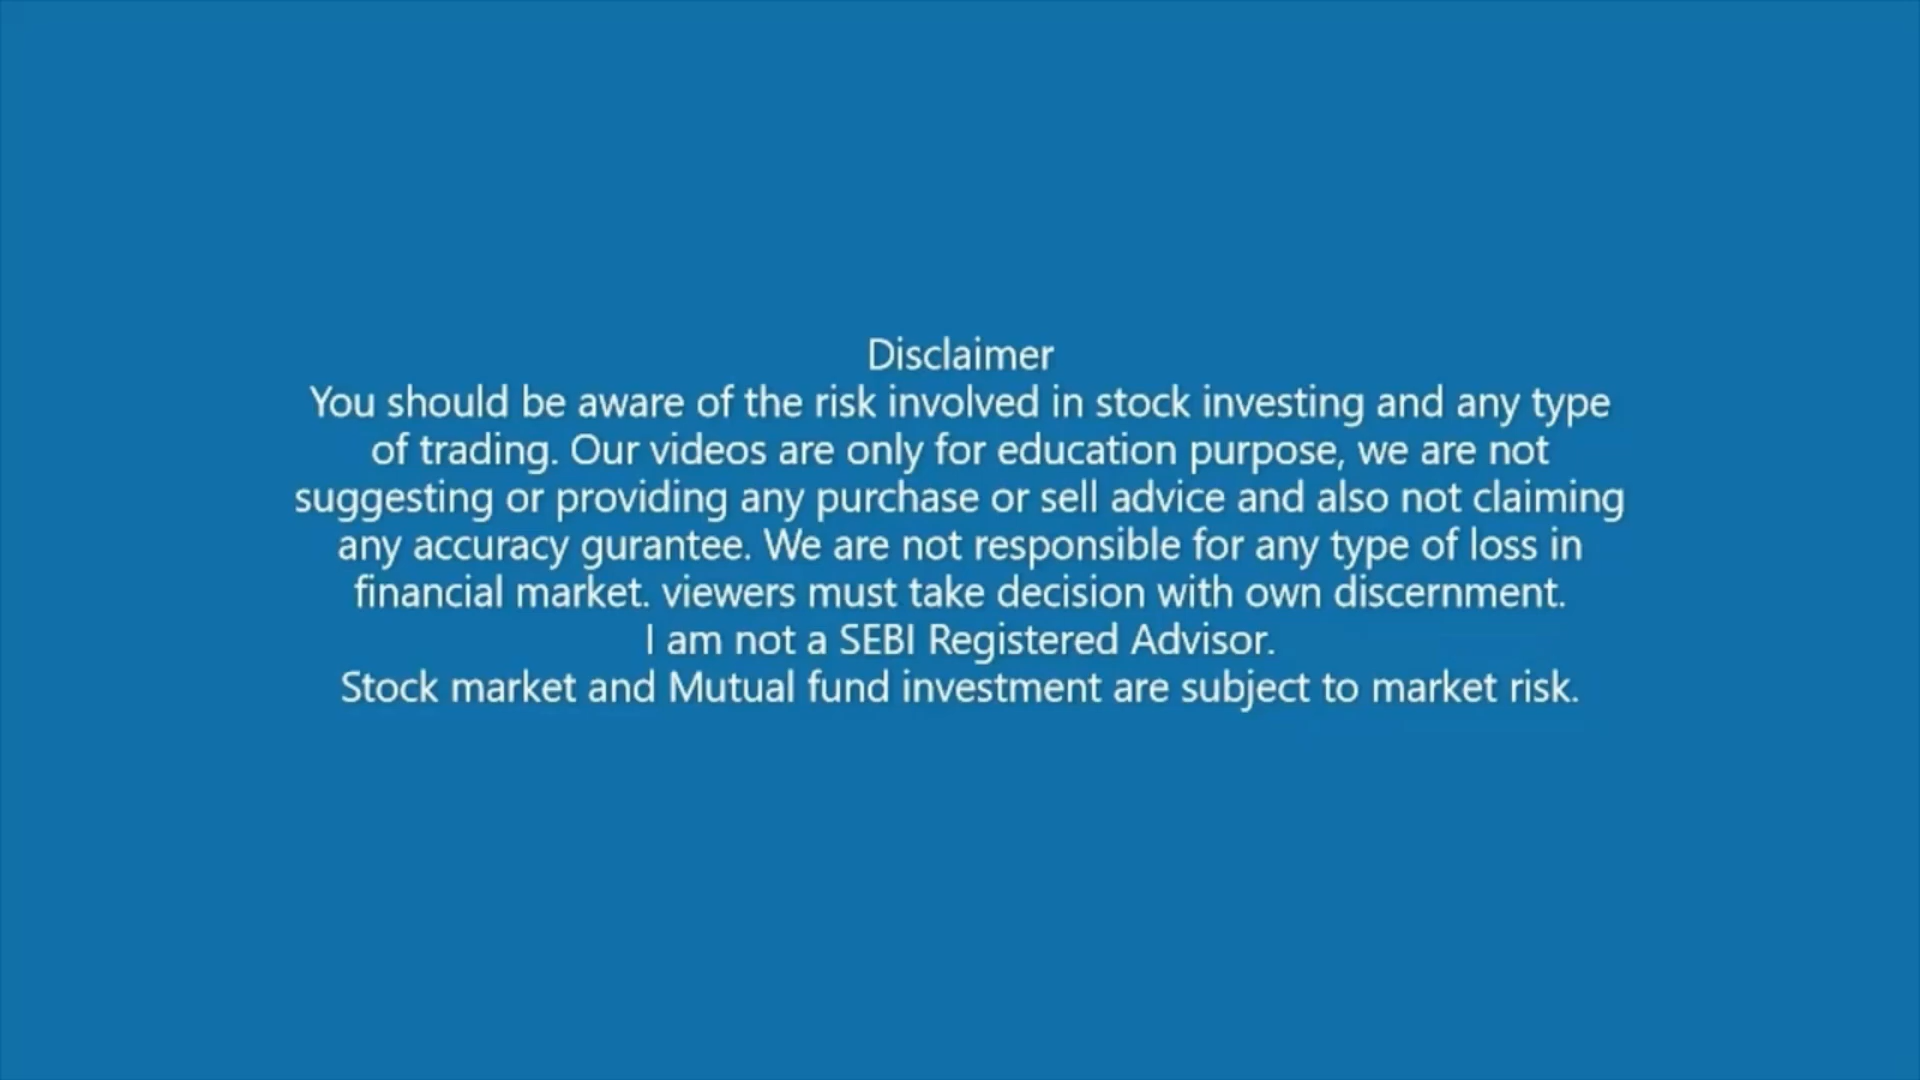 Disclaimer
You should be aware of the risk involved in stock investing and any type
of trading. Our videos are only for education purpose, we are not
suggesting or providing any purchase or sell advice and also not claiming
any accuracy gurantee. We are not responsible for any type of loss in
financial market. viewers must take decision with own discernment.
I am not a SEBI Registered Advisor.
Stock market and Mutual fund investment are subject to market risk.